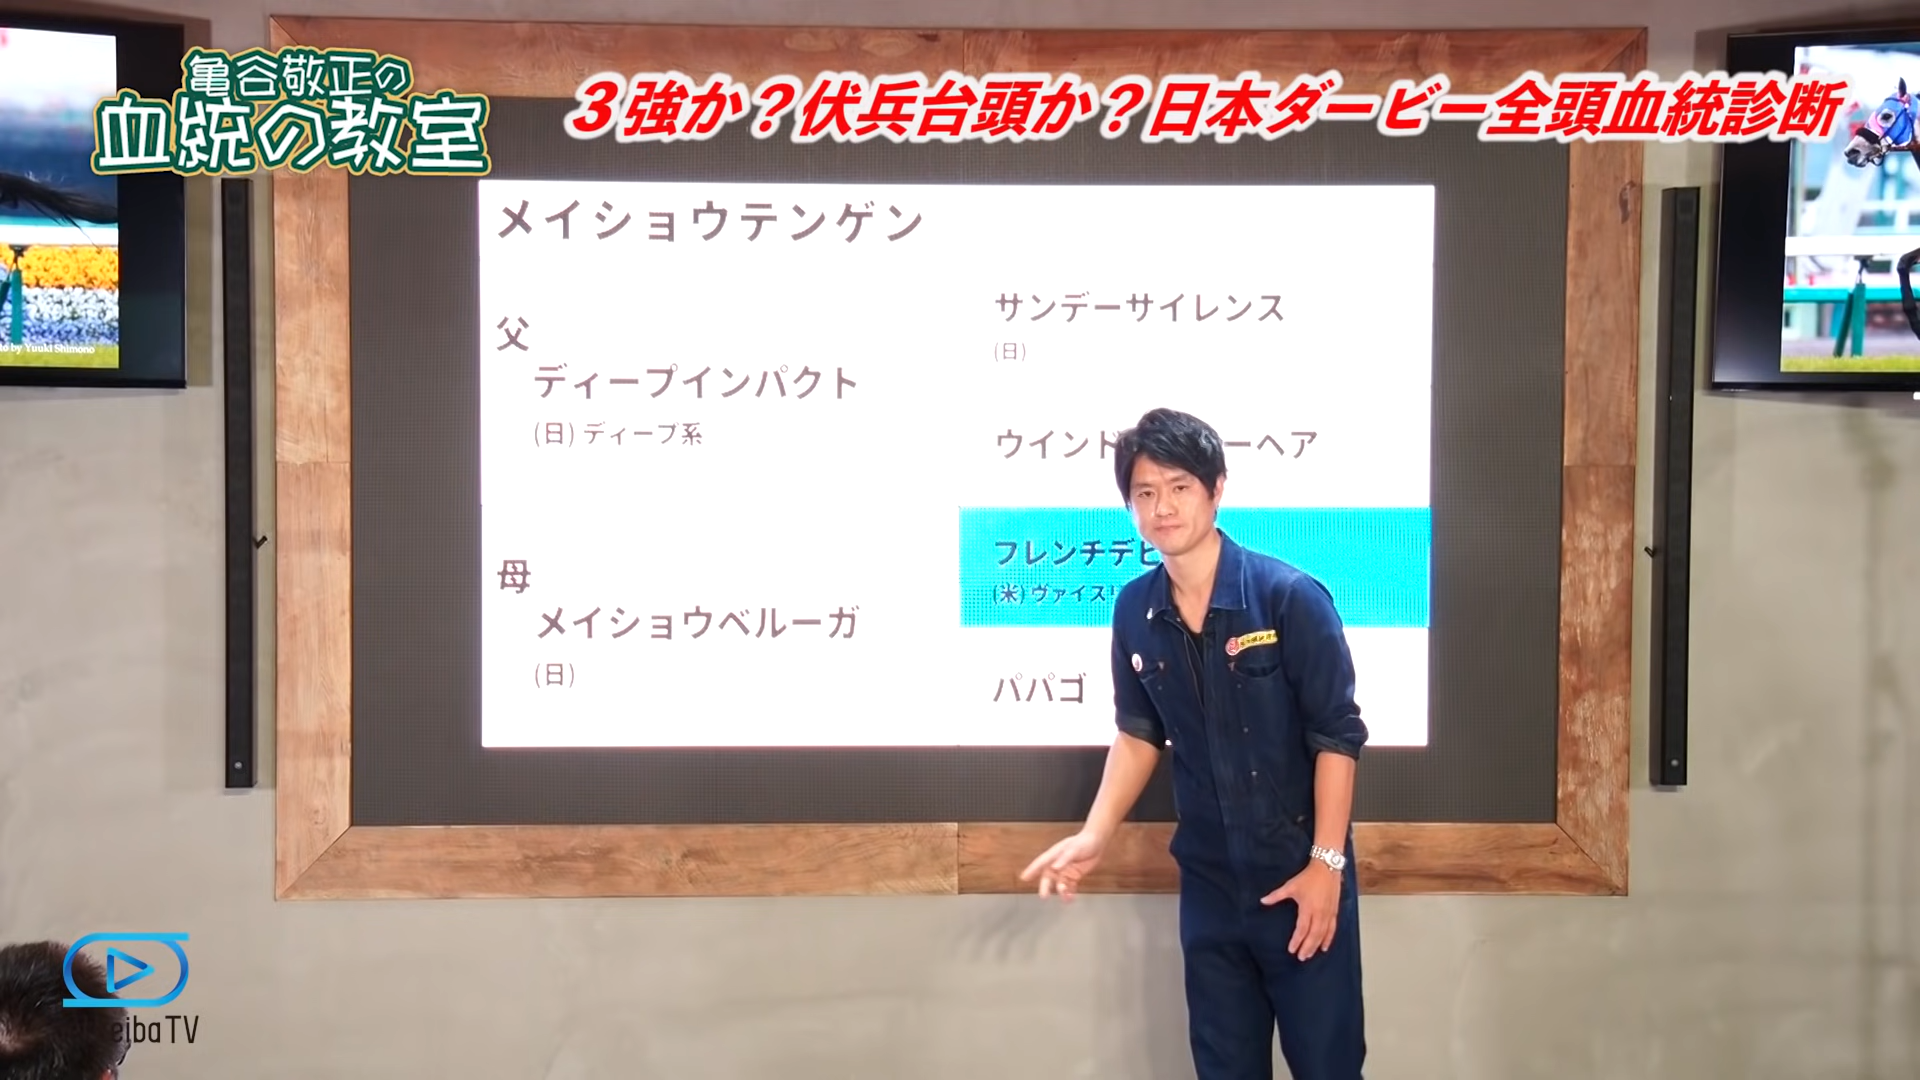 亀谷敬正の
血統の教室
３強か？伏兵台頭か？日本ダービー全頭血統診断
メイショウテンゲン
サンデーサイレンス
(日)
父
ディープインパクト
(日) ディープ系
ウインド ーヘア
フレンチデピ
(米) ヴァイス
母
メイショウベルーガ
(日)
パパゴ
to by Yuuki Shimono
eibaTV